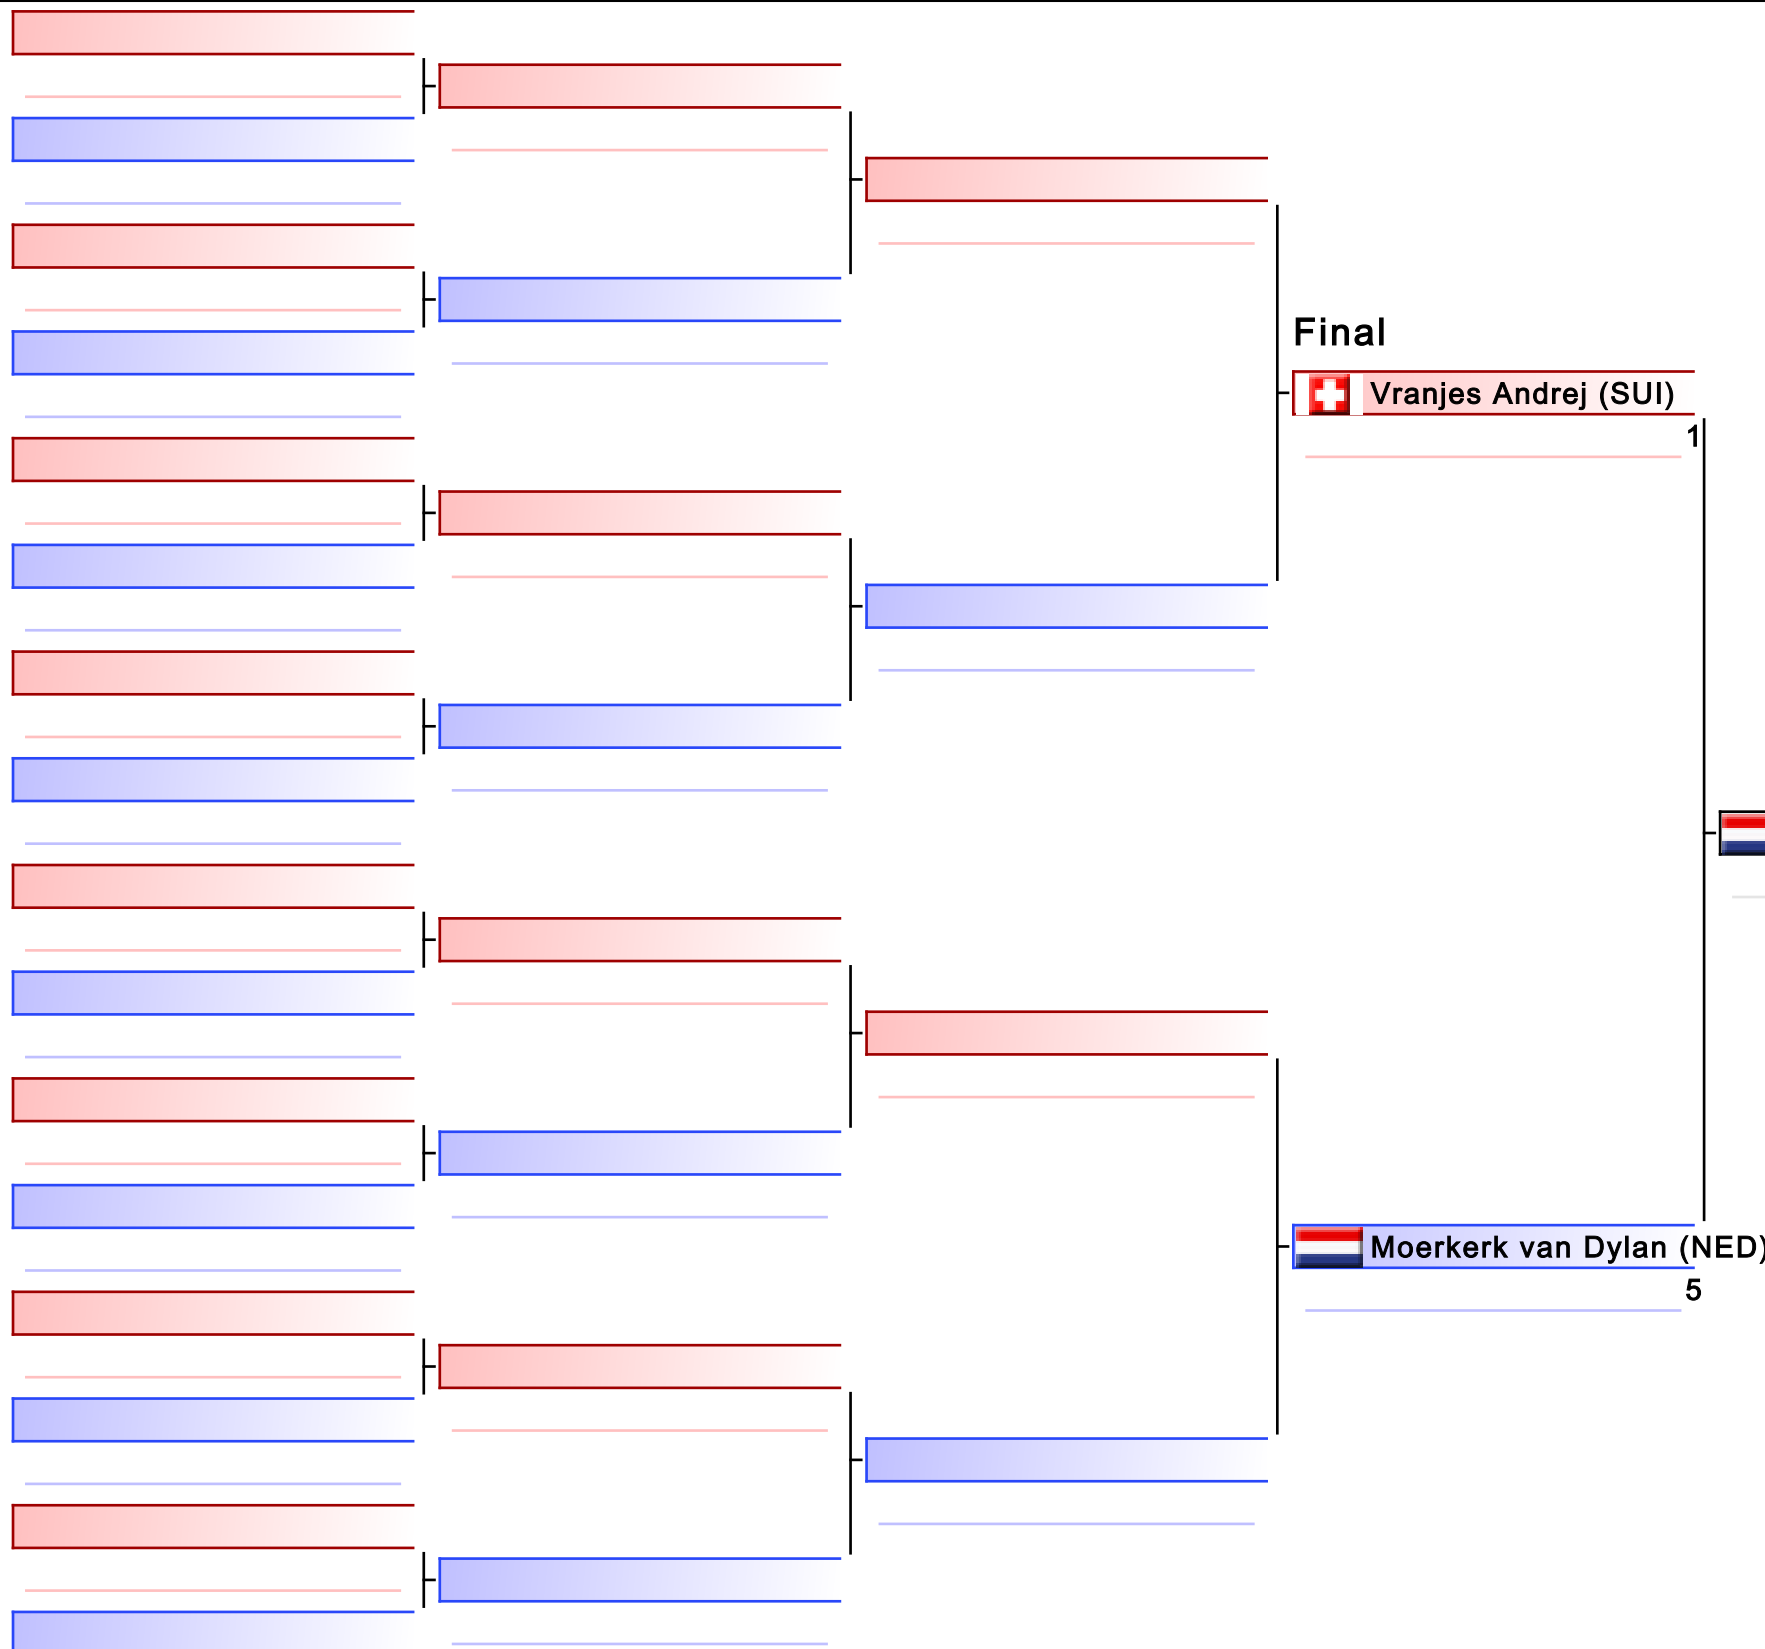 Final
Vranjes Andrej (SUI)
1
Moerkerk van Dylan (NED)
5